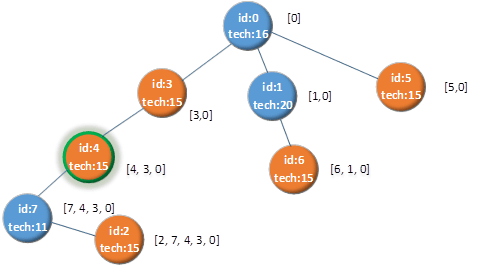 id:0
tech:16
[0]
id:3
tech:15
[3,0]
id:1
tech:20
[1,0]
id:5
tech:15
[5,0]
id:4
tech:15
[4, 3, 0]
id:6
tech:15
[6, 1, 0]
id:7
tech:11
[7, 4, 3, 0]
id:2
tech:15
[2, 7, 4, 3, 0]